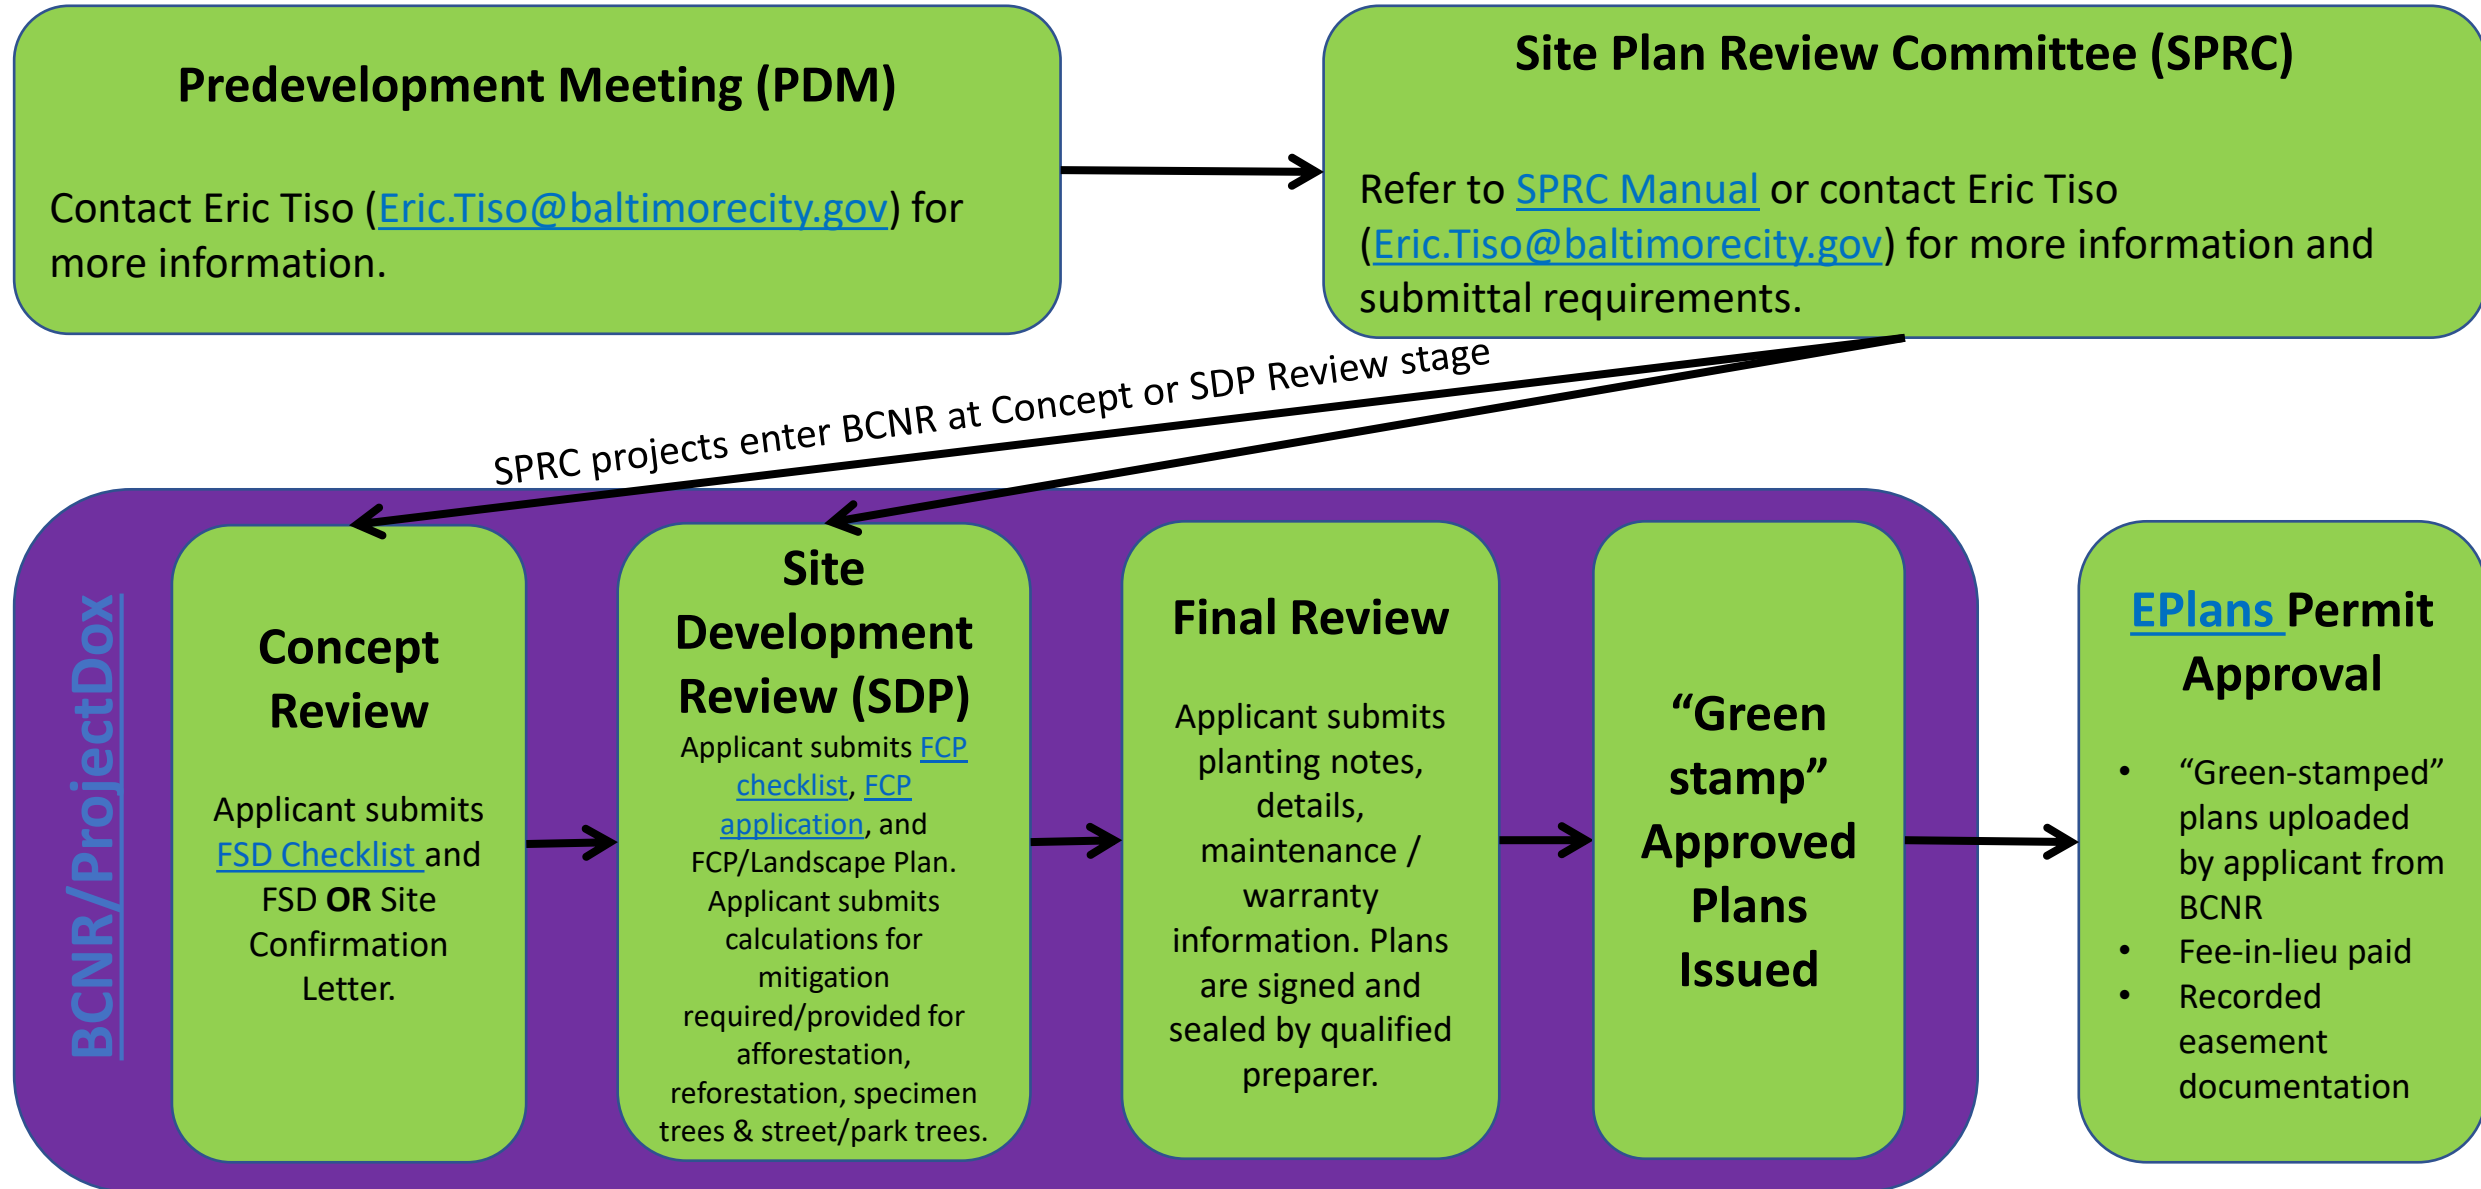 Predevelopment Meeting (PDM)
Contact Eric Tiso (Eric.Tiso@baltimorecity.gov) for
more information.
Site Plan Review Committee (SPRC)
Refer to SPRC Manual or contact Eric Tiso
(Eric.Tiso@baltimorecity.gov) for more information and
submittal requirements.
SPRC projects enter BCNR at Concept or SDP Review stage
BCNR/ProjectDox
Concept
Review
Applicant submits
FSD Checklist and
FSD OR Site
Confirmation
Letter.
Site
Development
Review (SDP)
Applicant submits FCP
checklist, FCP
application, and
FCP/Landscape Plan.
Applicant submits
calculations for
mitigation
required/provided for
afforestation,
reforestation, specimen
trees & street/park trees.
Final Review
Applicant submits
planting notes,
details,
maintenance /
warranty
information. Plans
are signed and
sealed by qualified
preparer.
“Green
stamp”
Approved
Plans
Issued
EPlans Permit
Approval
• “Green-stamped”
plans uploaded
by applicant from
BCNR
• Fee-in-lieu paid
• Recorded
easement
documentation